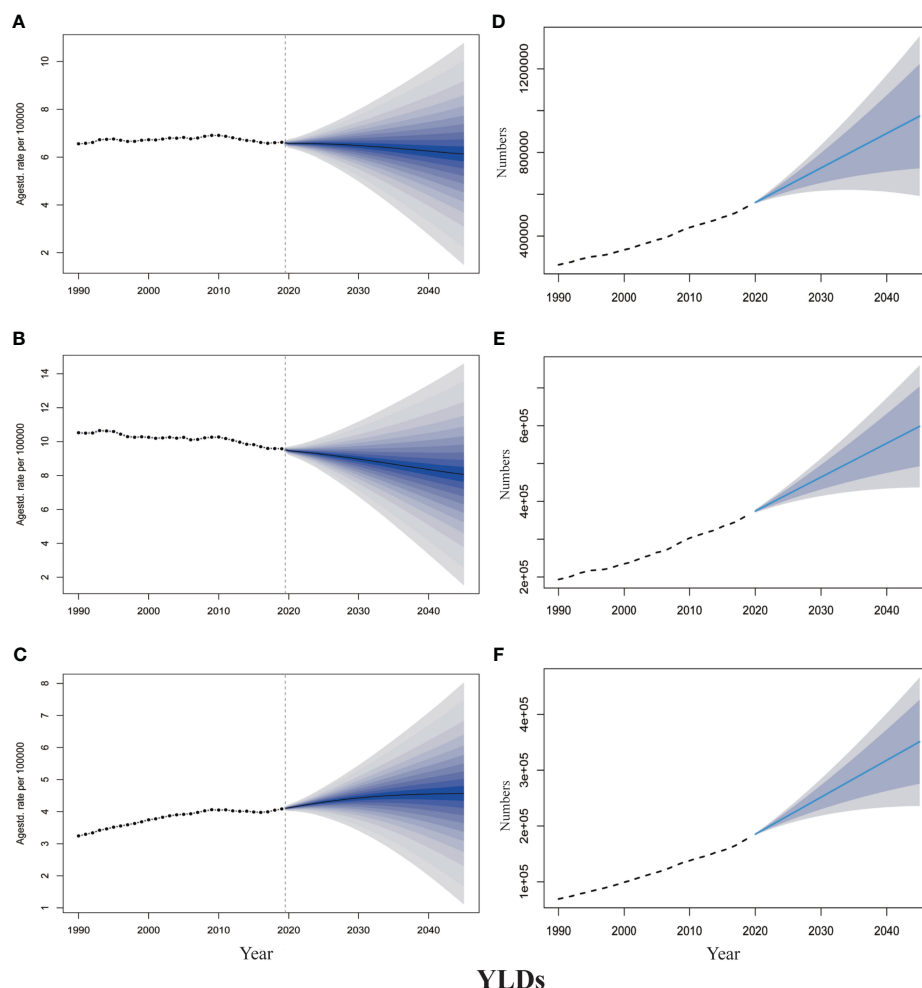 A
Agestd. rate per 100000
10
8
6
4
2
1990 2000 2010 2020 2030 2040
D
Numbers
1200000
800000
400000
1990 2000 2010 2020 2030 2040
B
Agestd. rate per 100000
14
12
10
8
6
4
2
1990 2000 2010 2020 2030 2040
E
Numbers
6e+05
4e+05
2e+05
1990 2000 2010 2020 2030 2040
C
Agestd. rate per 100000
8
7
6
5
4
3
2
1
1990 2000 2010 2020 2030 2040
Year
F
Numbers
4e+05
3e+05
2e+05
1e+05
1990 2000 2010 2020 2030 2040
Year
YLDs